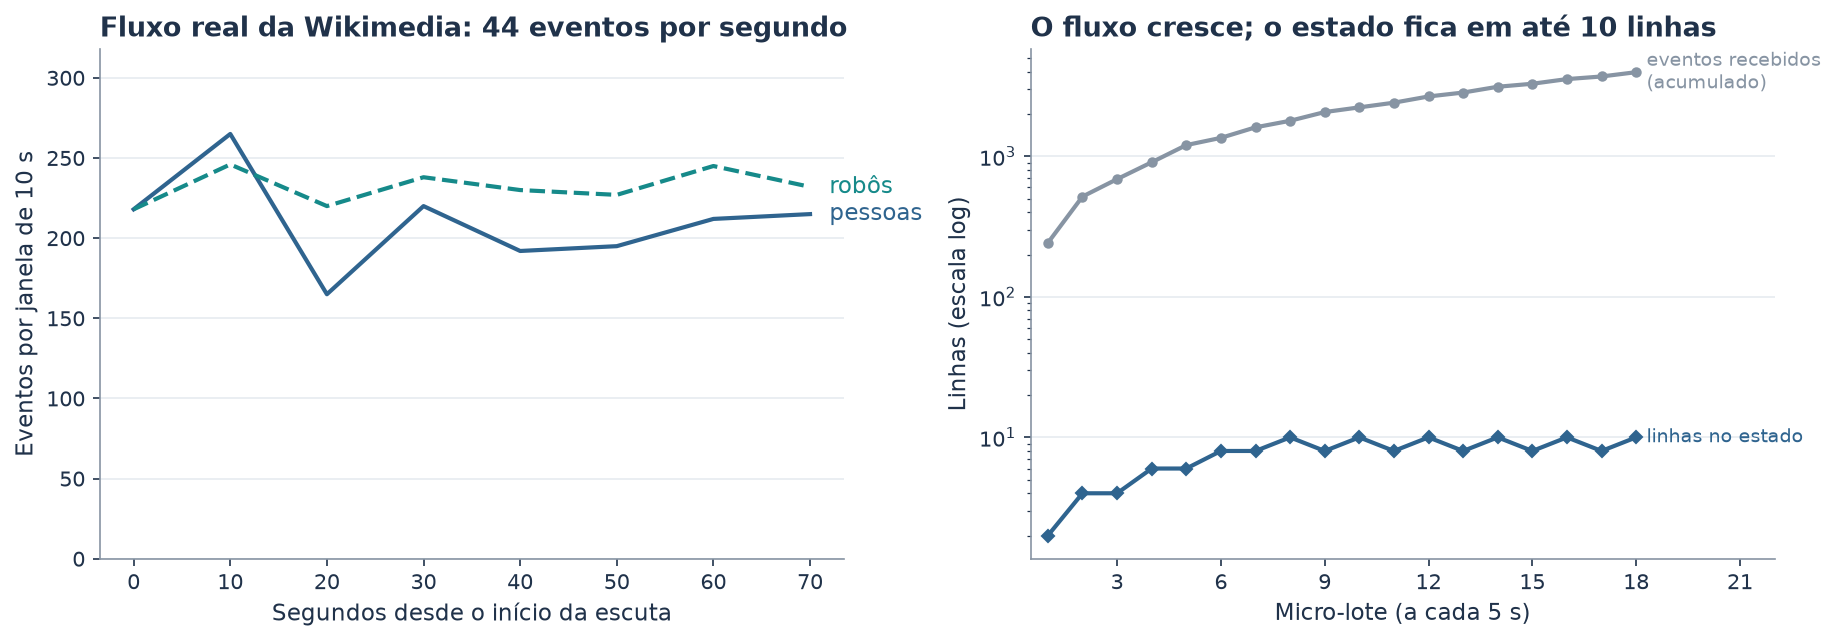 Fluxo real da Wikimedia: 44 eventos por segundo
Eventos por janela de 10 s
300
250
200
150
100
50
0
robôs
pessoas
0 10 20 30 40 50 60 70
Segundos desde o início da escuta
O fluxo cresce; o estado fica em até 10 linhas
Linhas (escala log)
10³
10²
10¹
eventos recebidos
(acumulado)
linhas no estado
3 6 9 12 15 18 21
Micro-lote (a cada 5 s)